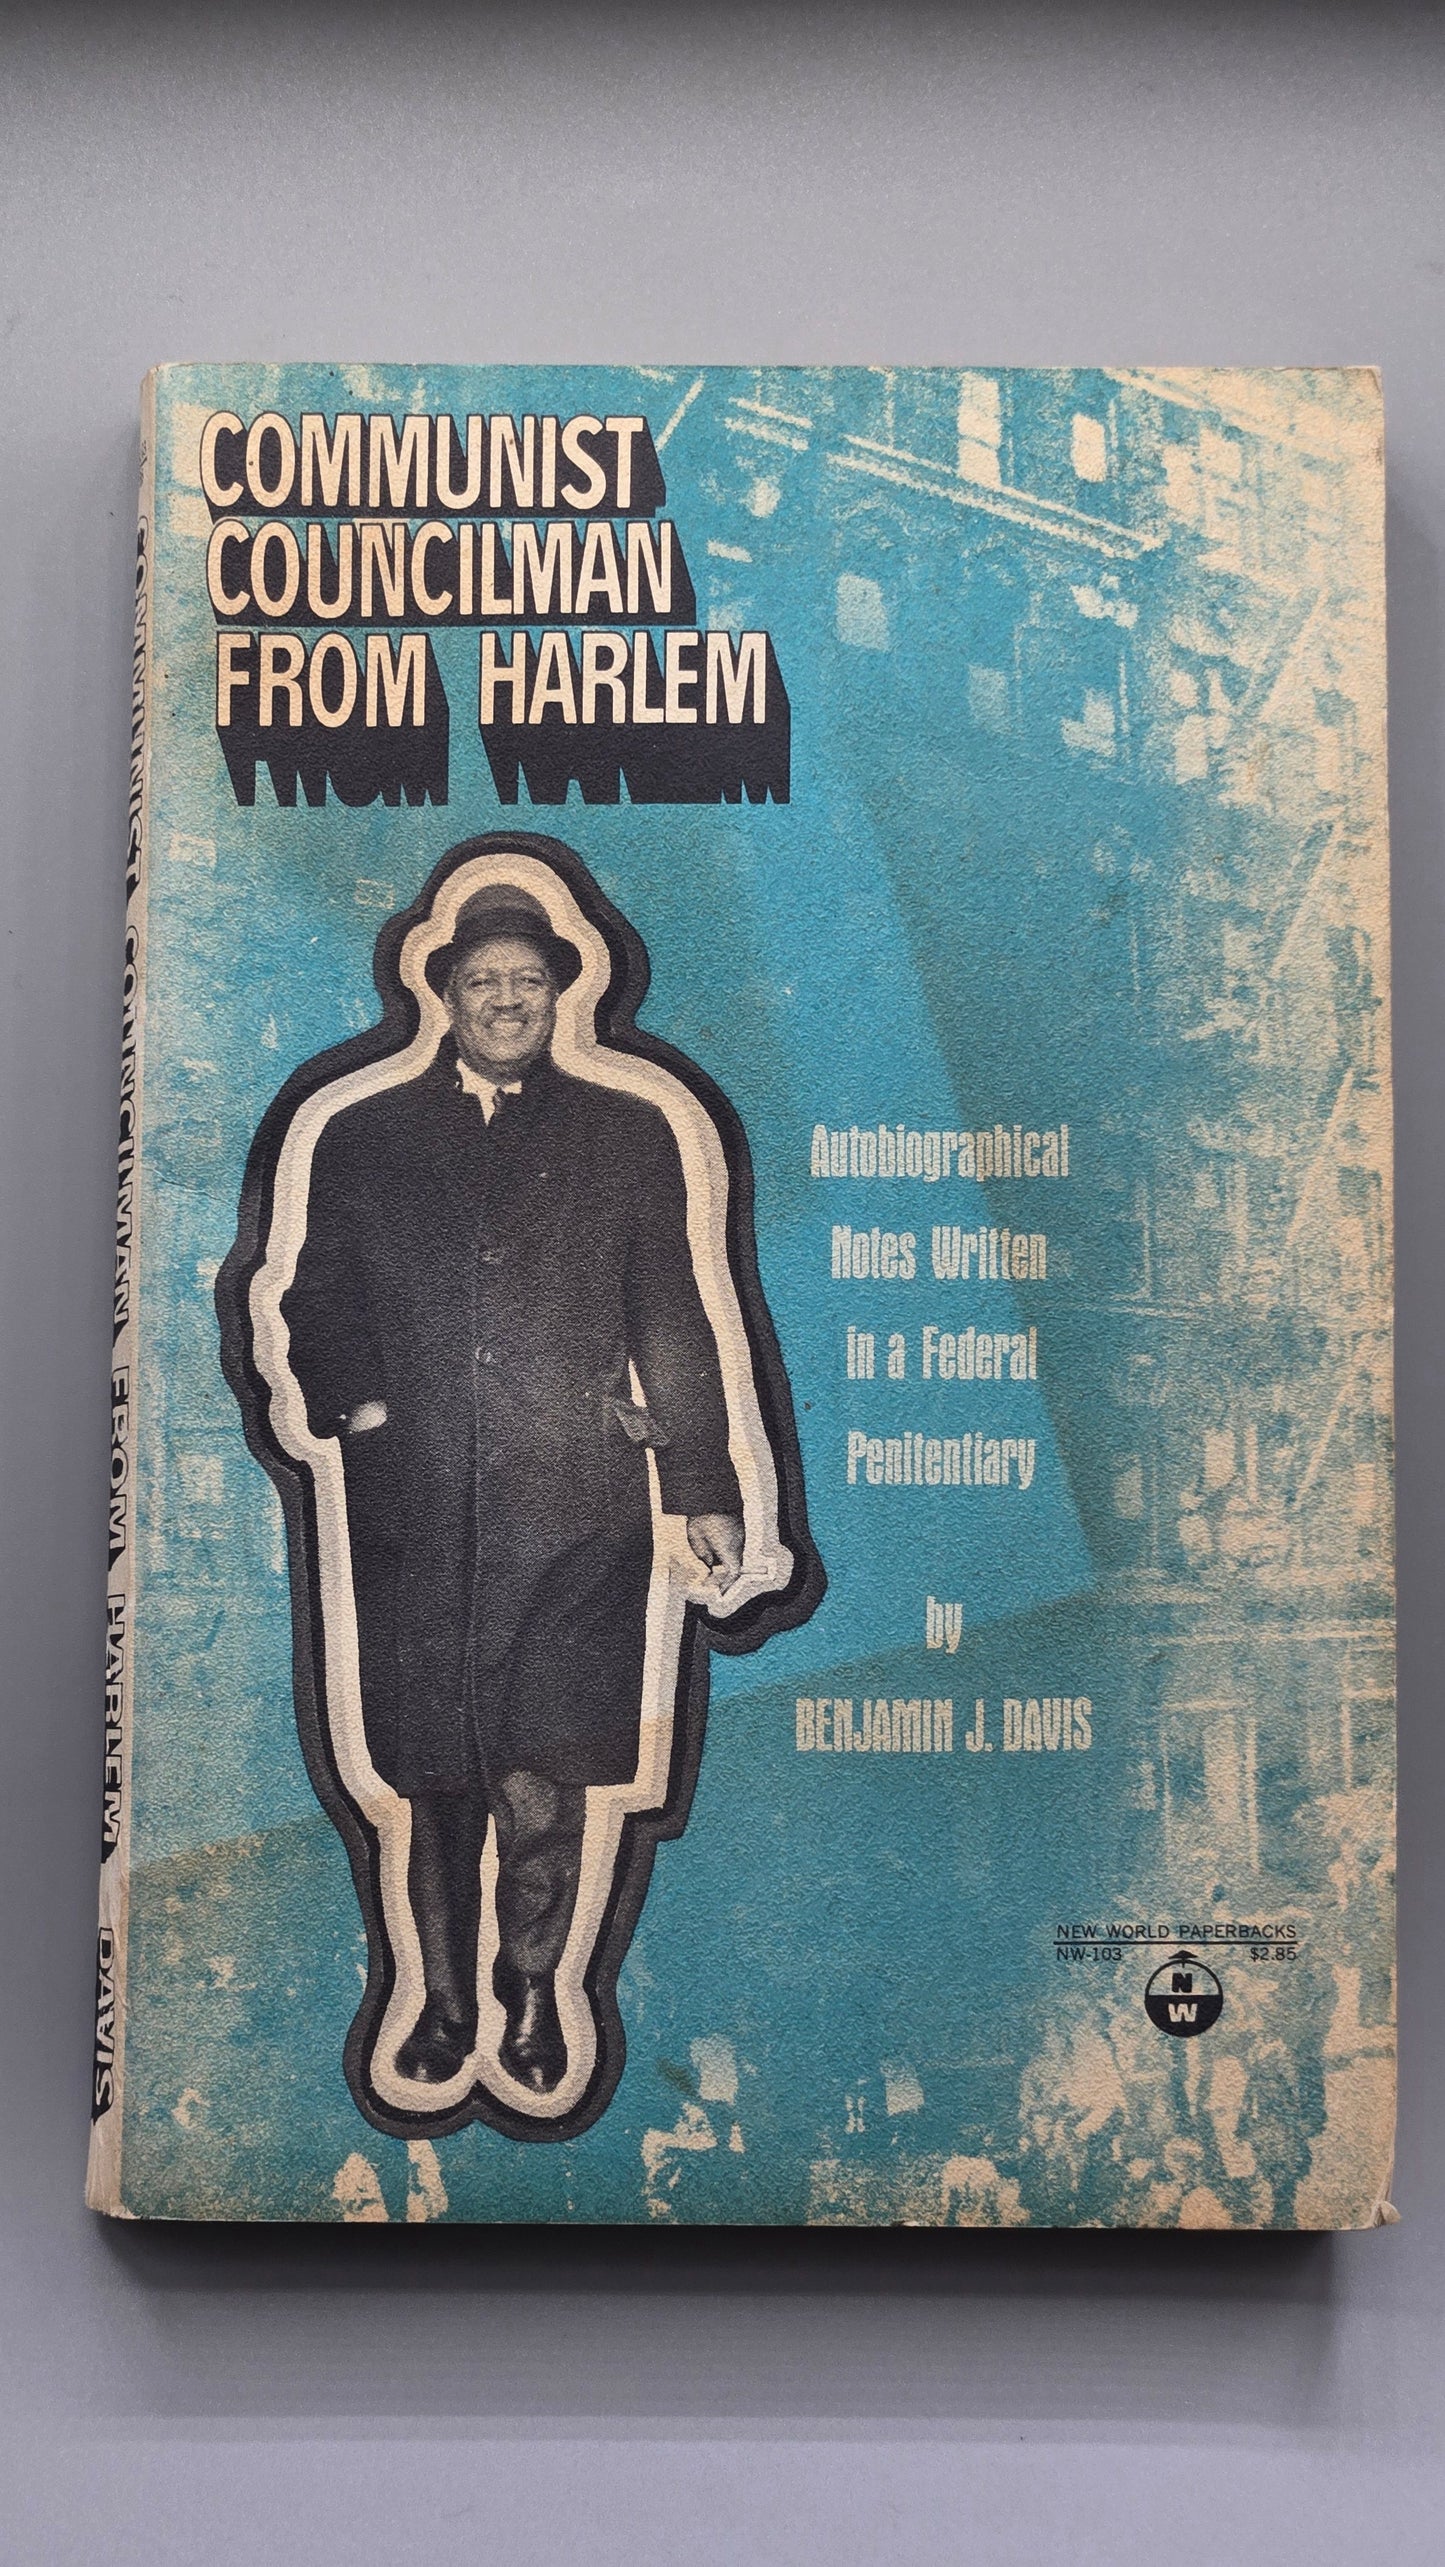 COMMUNIST
COUNCILMAN
FROM HARLEM
Autobiographical
Notes Written
in a Federal
Penitentiary
by
BENJAMIN J. DAVIS
NEW WORLD PAPERBACKS
NW-103 $2.85
N
W
COMMUNIST COUNCILMAN FROM HARLEM DAVIS